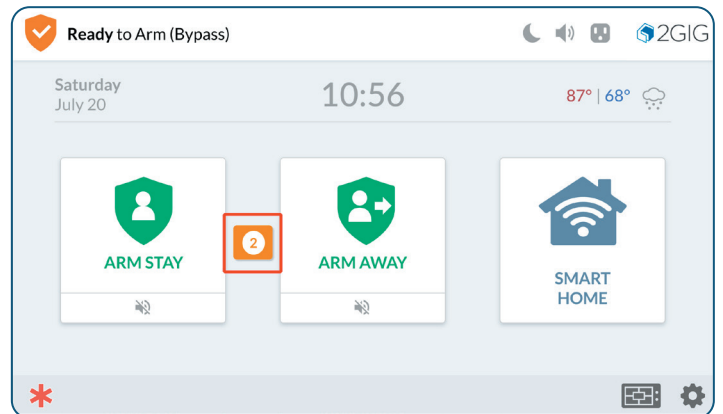 Ready to Arm (Bypass)
2GIG
Saturday
July 20
10:56
87° | 68°
ARM STAY
2
ARM AWAY
SMART
HOME